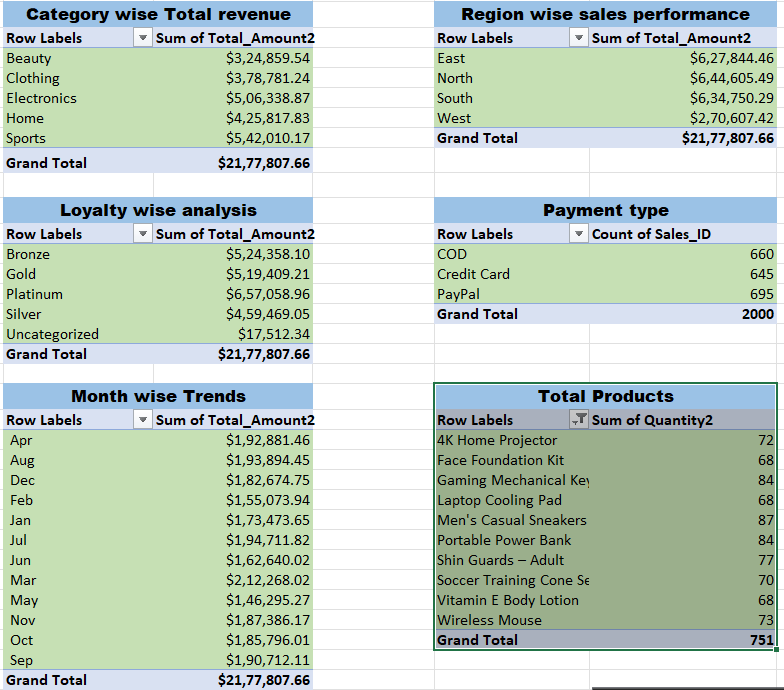 Category wise Total revenue
Row Labels Sum of Total_Amount2
Beauty $3,24,859.54
Clothing $3,78,781.24
Electronics $5,06,338.87
Home $4,25,817.83
Sports $5,42,010.17
Grand Total $21,77,807.66
Region wise sales performance
Row Labels Sum of Total_Amount2
East $6,27,844.46
North $6,44,605.49
South $6,34,750.29
West $2,70,607.42
Grand Total $21,77,807.66
Loyalty wise analysis
Row Labels Sum of Total_Amount2
Bronze $5,24,358.10
Gold $5,19,409.21
Platinum $6,57,058.96
Silver $4,59,469.05
Uncategorized $17,512.34
Grand Total $21,77,807.66
Payment type
Row Labels Count of Sales_ID
COD 660
Credit Card 645
PayPal 695
Grand Total 2000
Month wise Trends
Row Labels Sum of Total_Amount2
Apr $1,92,881.46
Aug $1,93,894.45
Dec $1,82,674.75
Feb $1,55,073.94
Jan $1,73,473.65
Jul $1,94,711.82
Jun $1,62,640.02
Mar $2,12,268.02
May $1,46,295.27
Nov $1,87,386.17
Oct $1,85,796.01
Sep $1,90,712.11
Grand Total $21,77,807.66
Total Products
Row Labels Sum of Quantity2
4K Home Projector 72
Face Foundation Kit 68
Gaming Mechanical Key 84
Laptop Cooling Pad 68
Men's Casual Sneakers 87
Portable Power Bank 84
Shin Guards – Adult 77
Soccer Training Cone Se 70
Vitamin E Body Lotion 68
Wireless Mouse 73
Grand Total 751